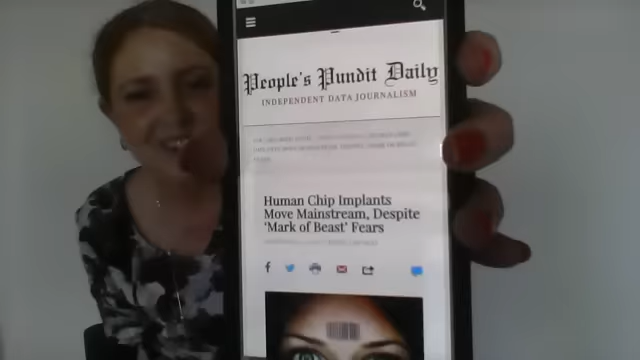 People's Pundit Daily
INDEPENDENT DATA JOURNALISM
Human Chip Implants
Move Mainstream, Despite
'Mark of Beast' Fears